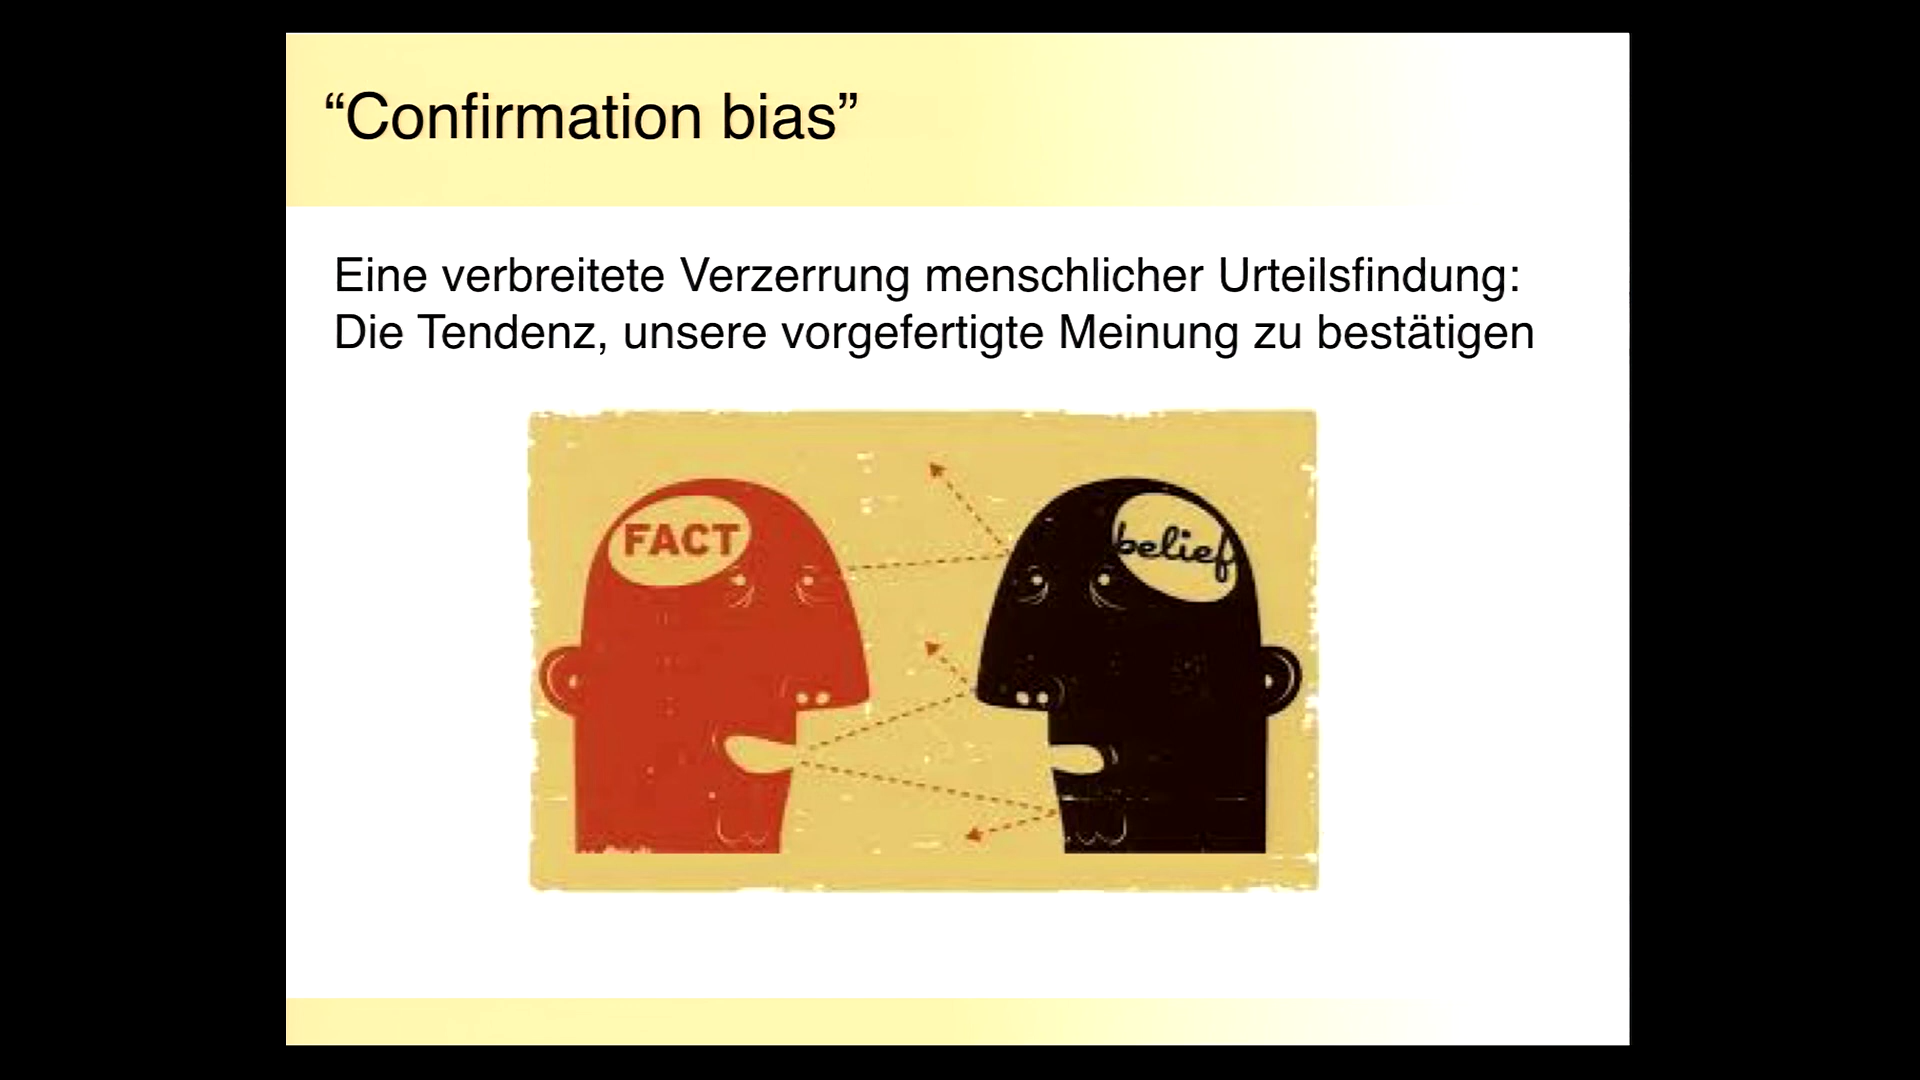 “Confirmation bias”
Eine verbreitete Verzerrung menschlicher Urteilsfindung:
Die Tendenz, unsere vorgefertigte Meinung zu bestätigen
FACT
belief